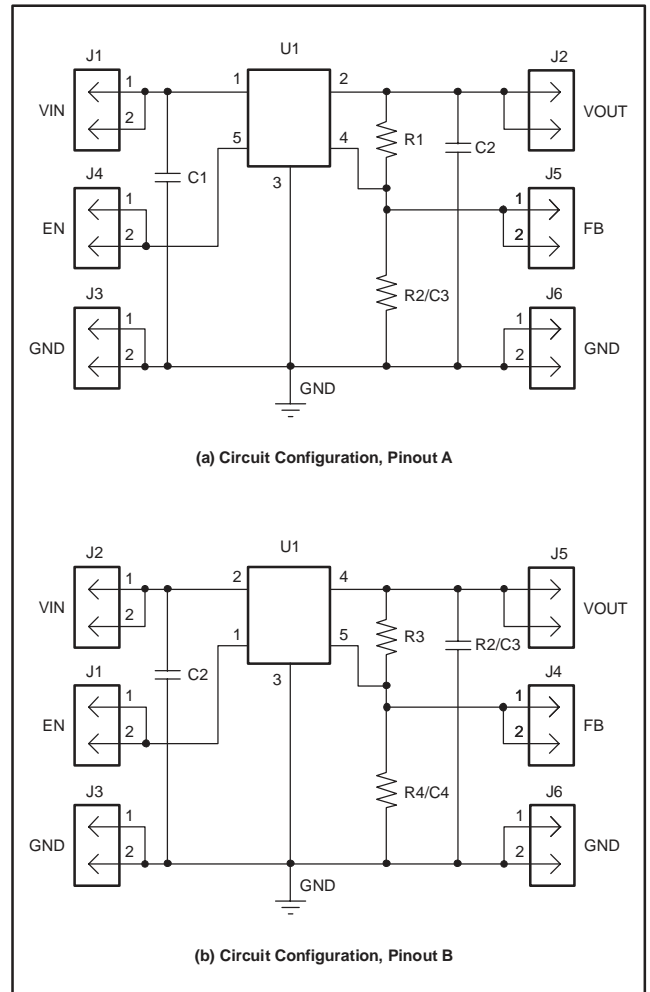 U1
J1
J2
1
2
1
2
VIN
VOUT
R1
C2
5
4
J4
C1
J5
3
1
2
EN
1
2
FB
R2/C3
J3
J6
1
2
GND
1
2
GND
GND
(a) Circuit Configuration, Pinout A
U1
J2
J5
1
2
2
4
VIN
VOUT
R3
R2/C3
1
5
J1
C2
J4
3
1
2
EN
1
2
FB
R4/C4
J3
J6
1
2
GND
1
2
GND
GND
(b) Circuit Configuration, Pinout B